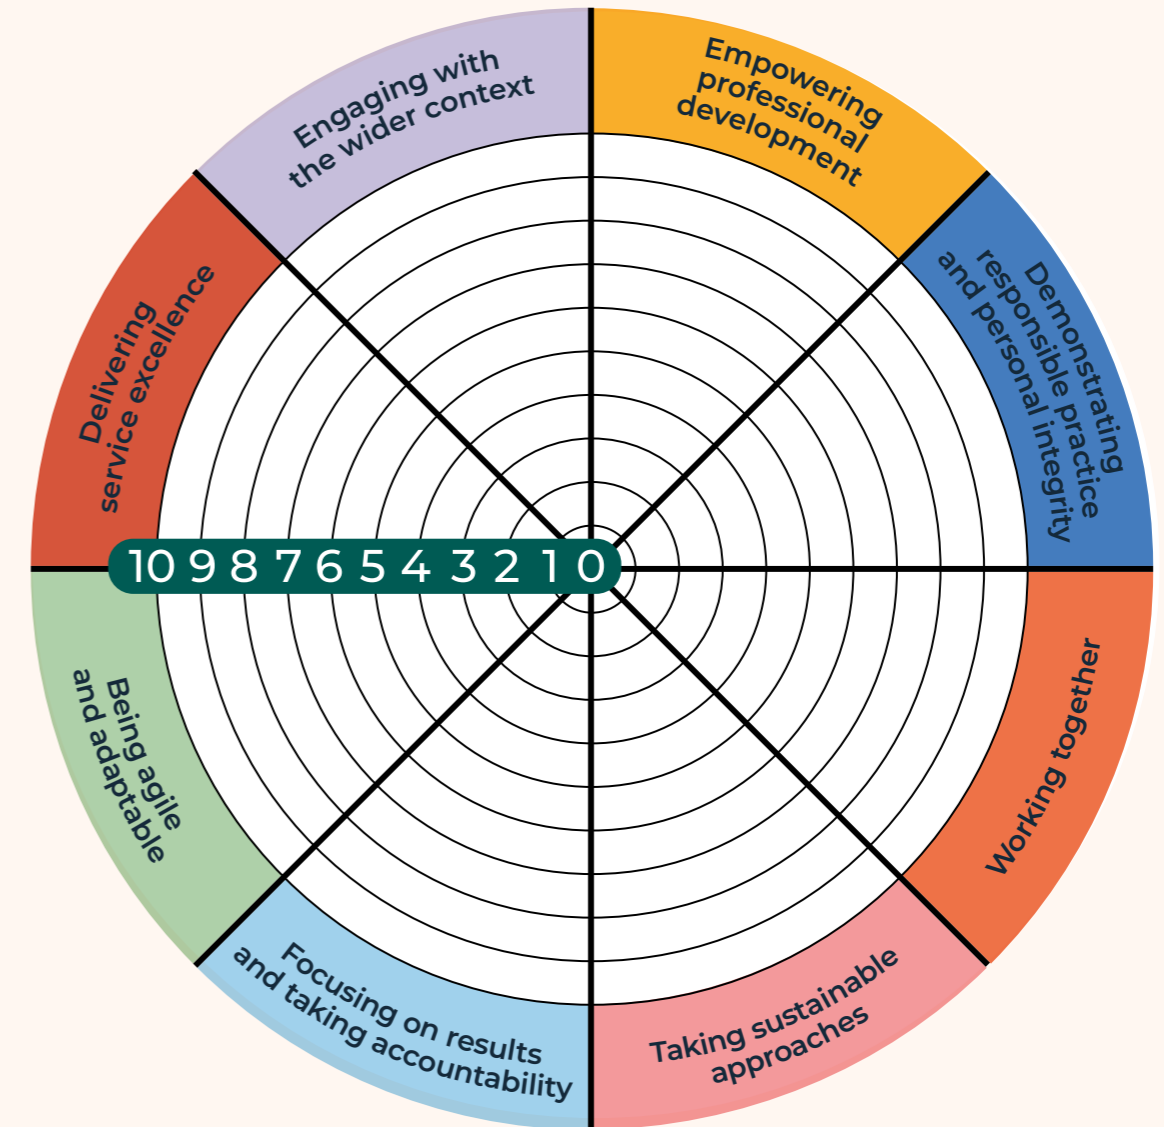 Engaging with
the wider context
Empowering
professional
development
Demonstrating
responsible practice
and personal integrity
Working together
Taking sustainable
approaches
Focusing on results
and taking accountability
Being agile
and adaptable
Delivering
service excellence
10 9 8 7 6 5 4 3 2 1 0